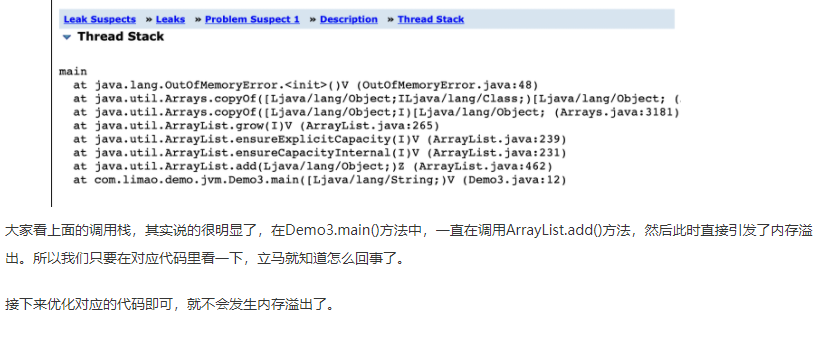 Leak Suspects » Leaks » Problem Suspect 1 » Description » Thread Stack
Thread Stack
main
at java.lang.OutOfMemoryError.<init>()V (OutOfMemoryError.java:48)
at java.util.Arrays.copyOf([Ljava/lang/Object;ILjava/lang/Class;)[Ljava/lang/Object; (
at java.util.Arrays.copyOf([Ljava/lang/Object;I)[Ljava/lang/Object; (Arrays.java:3181)
at java.util.ArrayList.grow(I)V (ArrayList.java:265)
at java.util.ArrayList.ensureExplicitCapacity(I)V (ArrayList.java:239)
at java.util.ArrayList.ensureCapacityInternal(I)V (ArrayList.java:231)
at java.util.ArrayList.add(Ljava/lang/Object;)Z (ArrayList.java:462)
at com.limao.demo.jvm.Demo3.main([Ljava/lang/String;)V (Demo3.java:12)
大家看上面的调用栈，其实说的很明显了，在Demo3.main()方法中，一直在调用ArrayList.add()方法，然后此时直接引发了内存溢
出。所以我们只要在对应代码里看一下，立马就知道怎么回事了。
接下来优化对应的代码即可，就不会发生内存溢出了。